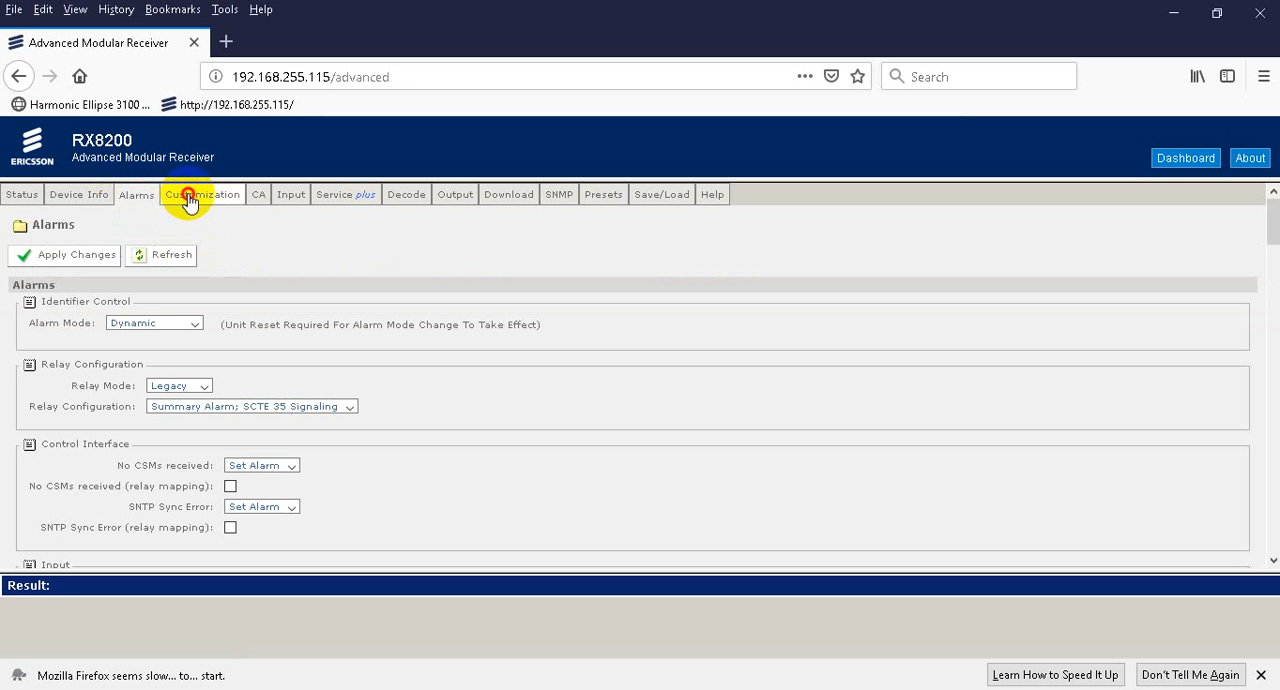 File Edit View History Bookmarks Tools Help
Advanced Modular Receiver
192.168.255.115/advanced
Search
Harmonic Ellipse 3100 ... http://192.168.255.115/
ERICSSON
RX8200
Advanced Modular Receiver
Dashboard About
Status Device Info Alarms Customization CA Input Service plus Decode Output Download SNMP Presets Save/Load Help
Alarms
Apply Changes Refresh
Alarms
Identifier Control
Alarm Mode: Dynamic (Unit Reset Required For Alarm Mode Change To Take Effect)
Relay Configuration
Relay Mode: Legacy
Relay Configuration: Summary Alarm; SCTE 35 Signaling
Control Interface
No CSMs received: Set Alarm
No CSMs received (relay mapping):
SNTP Sync Error: Set Alarm
SNTP Sync Error (relay mapping):
Input
Result:
Mozilla Firefox seems slow... to... start. Learn How to Speed It Up Don't Tell Me Again